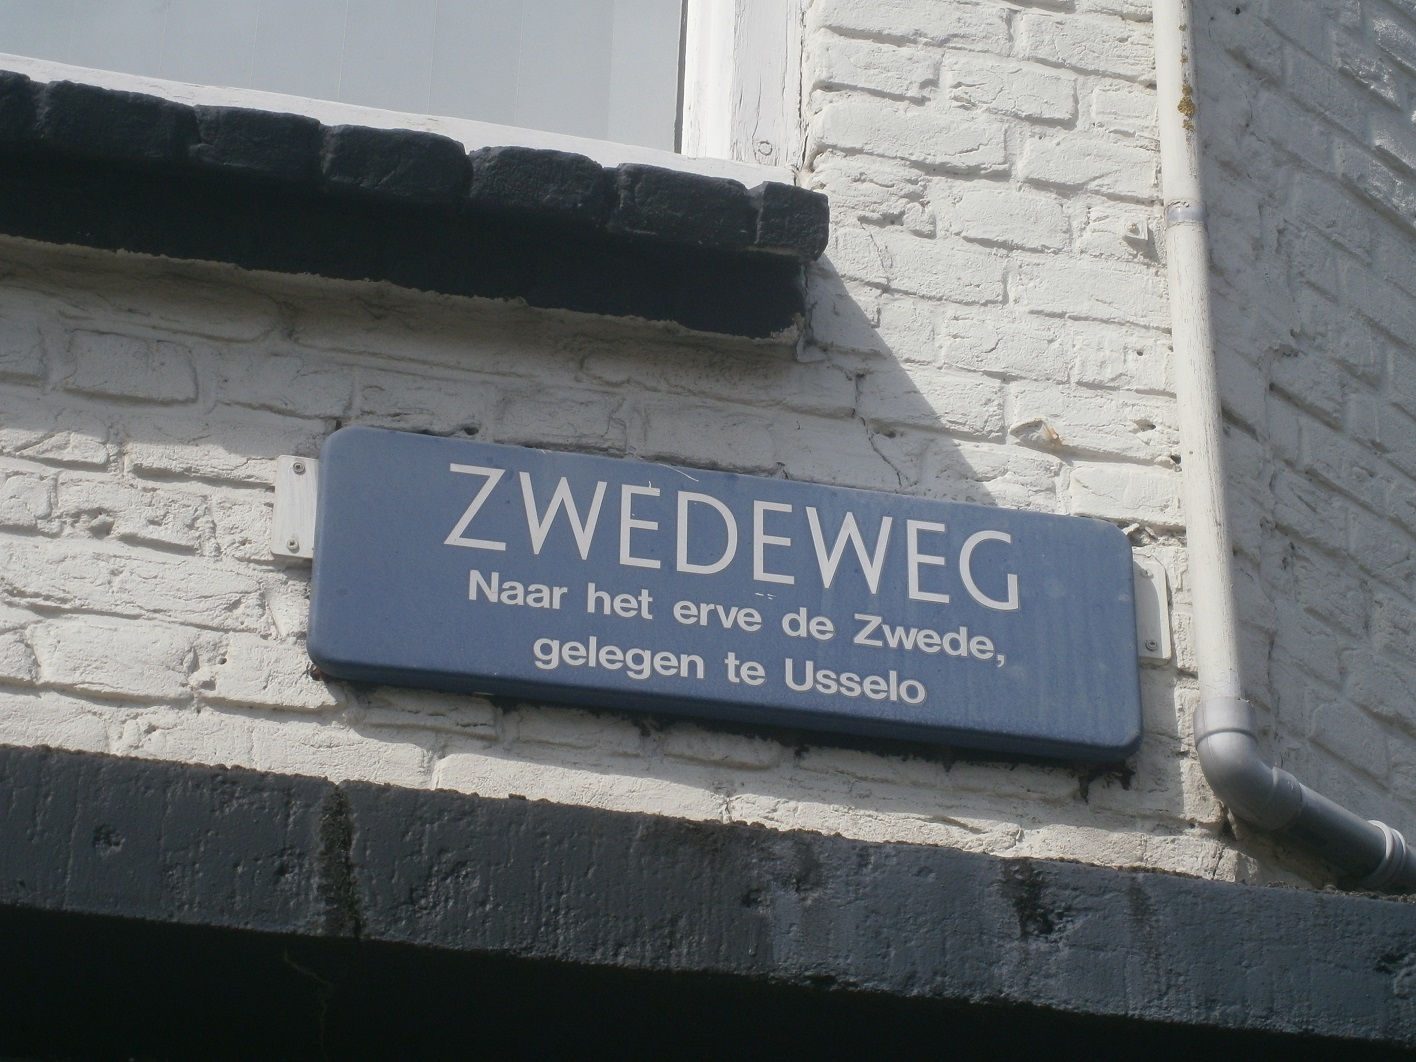 ZWEDEWEG
Naar het erve de Zwede,
gelegen te Usselo